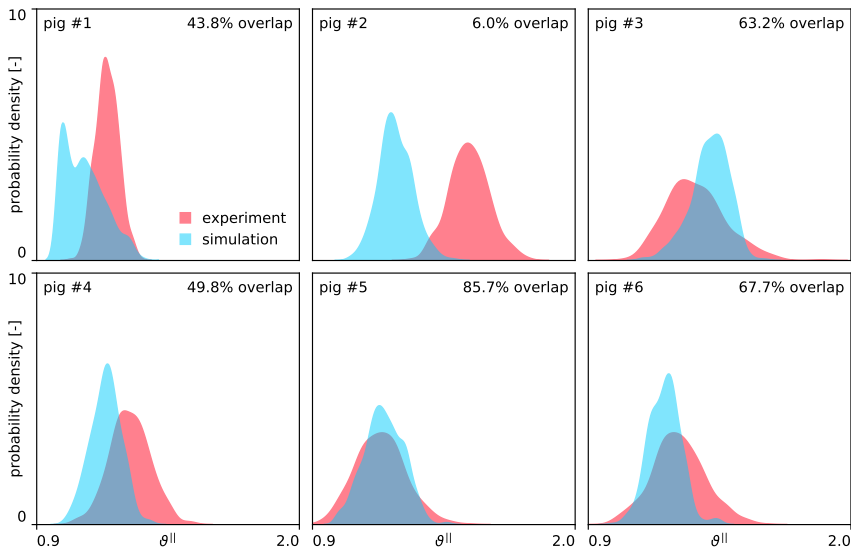 10
pig #1 43.8% overlap
pig #2 6.0% overlap
pig #3 63.2% overlap
probability density [-]
experiment
simulation
0
10
pig #4 49.8% overlap
pig #5 85.7% overlap
pig #6 67.7% overlap
probability density [-]
0
0.9 ϑ^|| 2.0
0.9 ϑ^|| 2.0
0.9 ϑ^|| 2.0